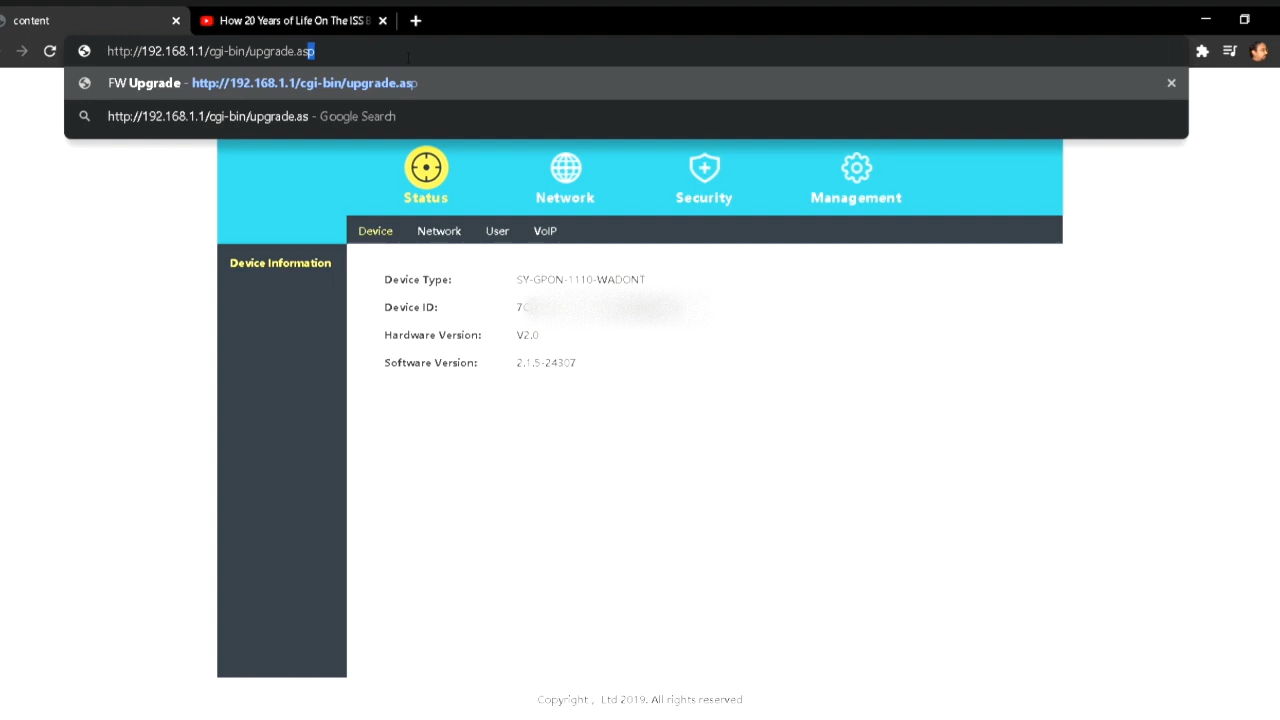 content
How 20 Years of Life On The ISS
http://192.168.1.1/cgi-bin/upgrade.asp
FW Upgrade - http://192.168.1.1/cgi-bin/upgrade.asp
http://192.168.1.1/cgi-bin/upgrade.as - Google Search
Status Network Security Management
Device Network User VoIP
Device Information
Device Type: SY-GPON-1110-WADONT
Device ID: 7C
Hardware Version: V2.0
Software Version: 2.1.5-24307
Copyright , Ltd 2019. All rights reserved